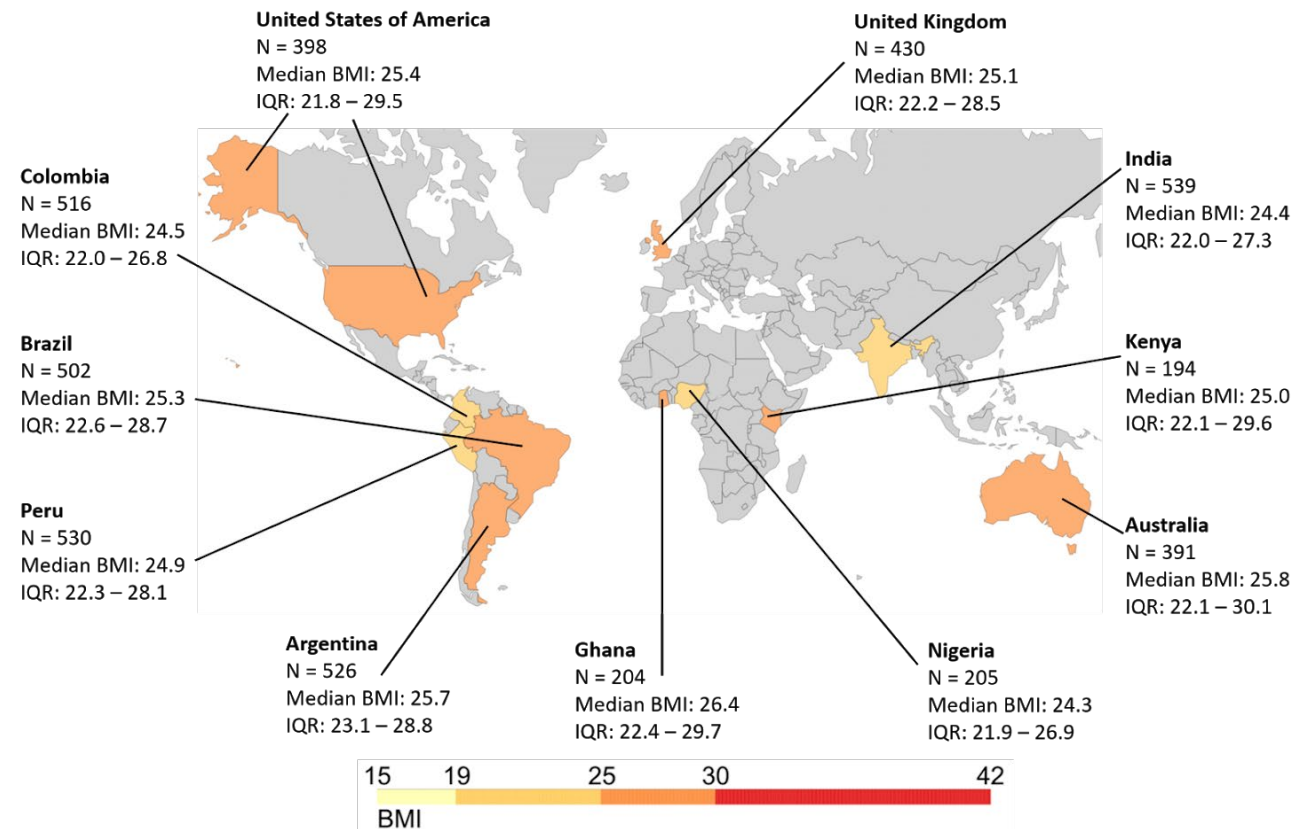 United States of America
N = 398
Median BMI: 25.4
IQR: 21.8 – 29.5
United Kingdom
N = 430
Median BMI: 25.1
IQR: 22.2 – 28.5
Colombia
N = 516
Median BMI: 24.5
IQR: 22.0 – 26.8
India
N = 539
Median BMI: 24.4
IQR: 22.0 – 27.3
Brazil
N = 502
Median BMI: 25.3
IQR: 22.6 – 28.7
Kenya
N = 194
Median BMI: 25.0
IQR: 22.1 – 29.6
Peru
N = 530
Median BMI: 24.9
IQR: 22.3 – 28.1
Australia
N = 391
Median BMI: 25.8
IQR: 22.1 – 30.1
Argentina
N = 526
Median BMI: 25.7
IQR: 23.1 – 28.8
Ghana
N = 204
Median BMI: 26.4
IQR: 22.4 – 29.7
Nigeria
N = 205
Median BMI: 24.3
IQR: 21.9 – 26.9
15 19 25 30 42
BMI